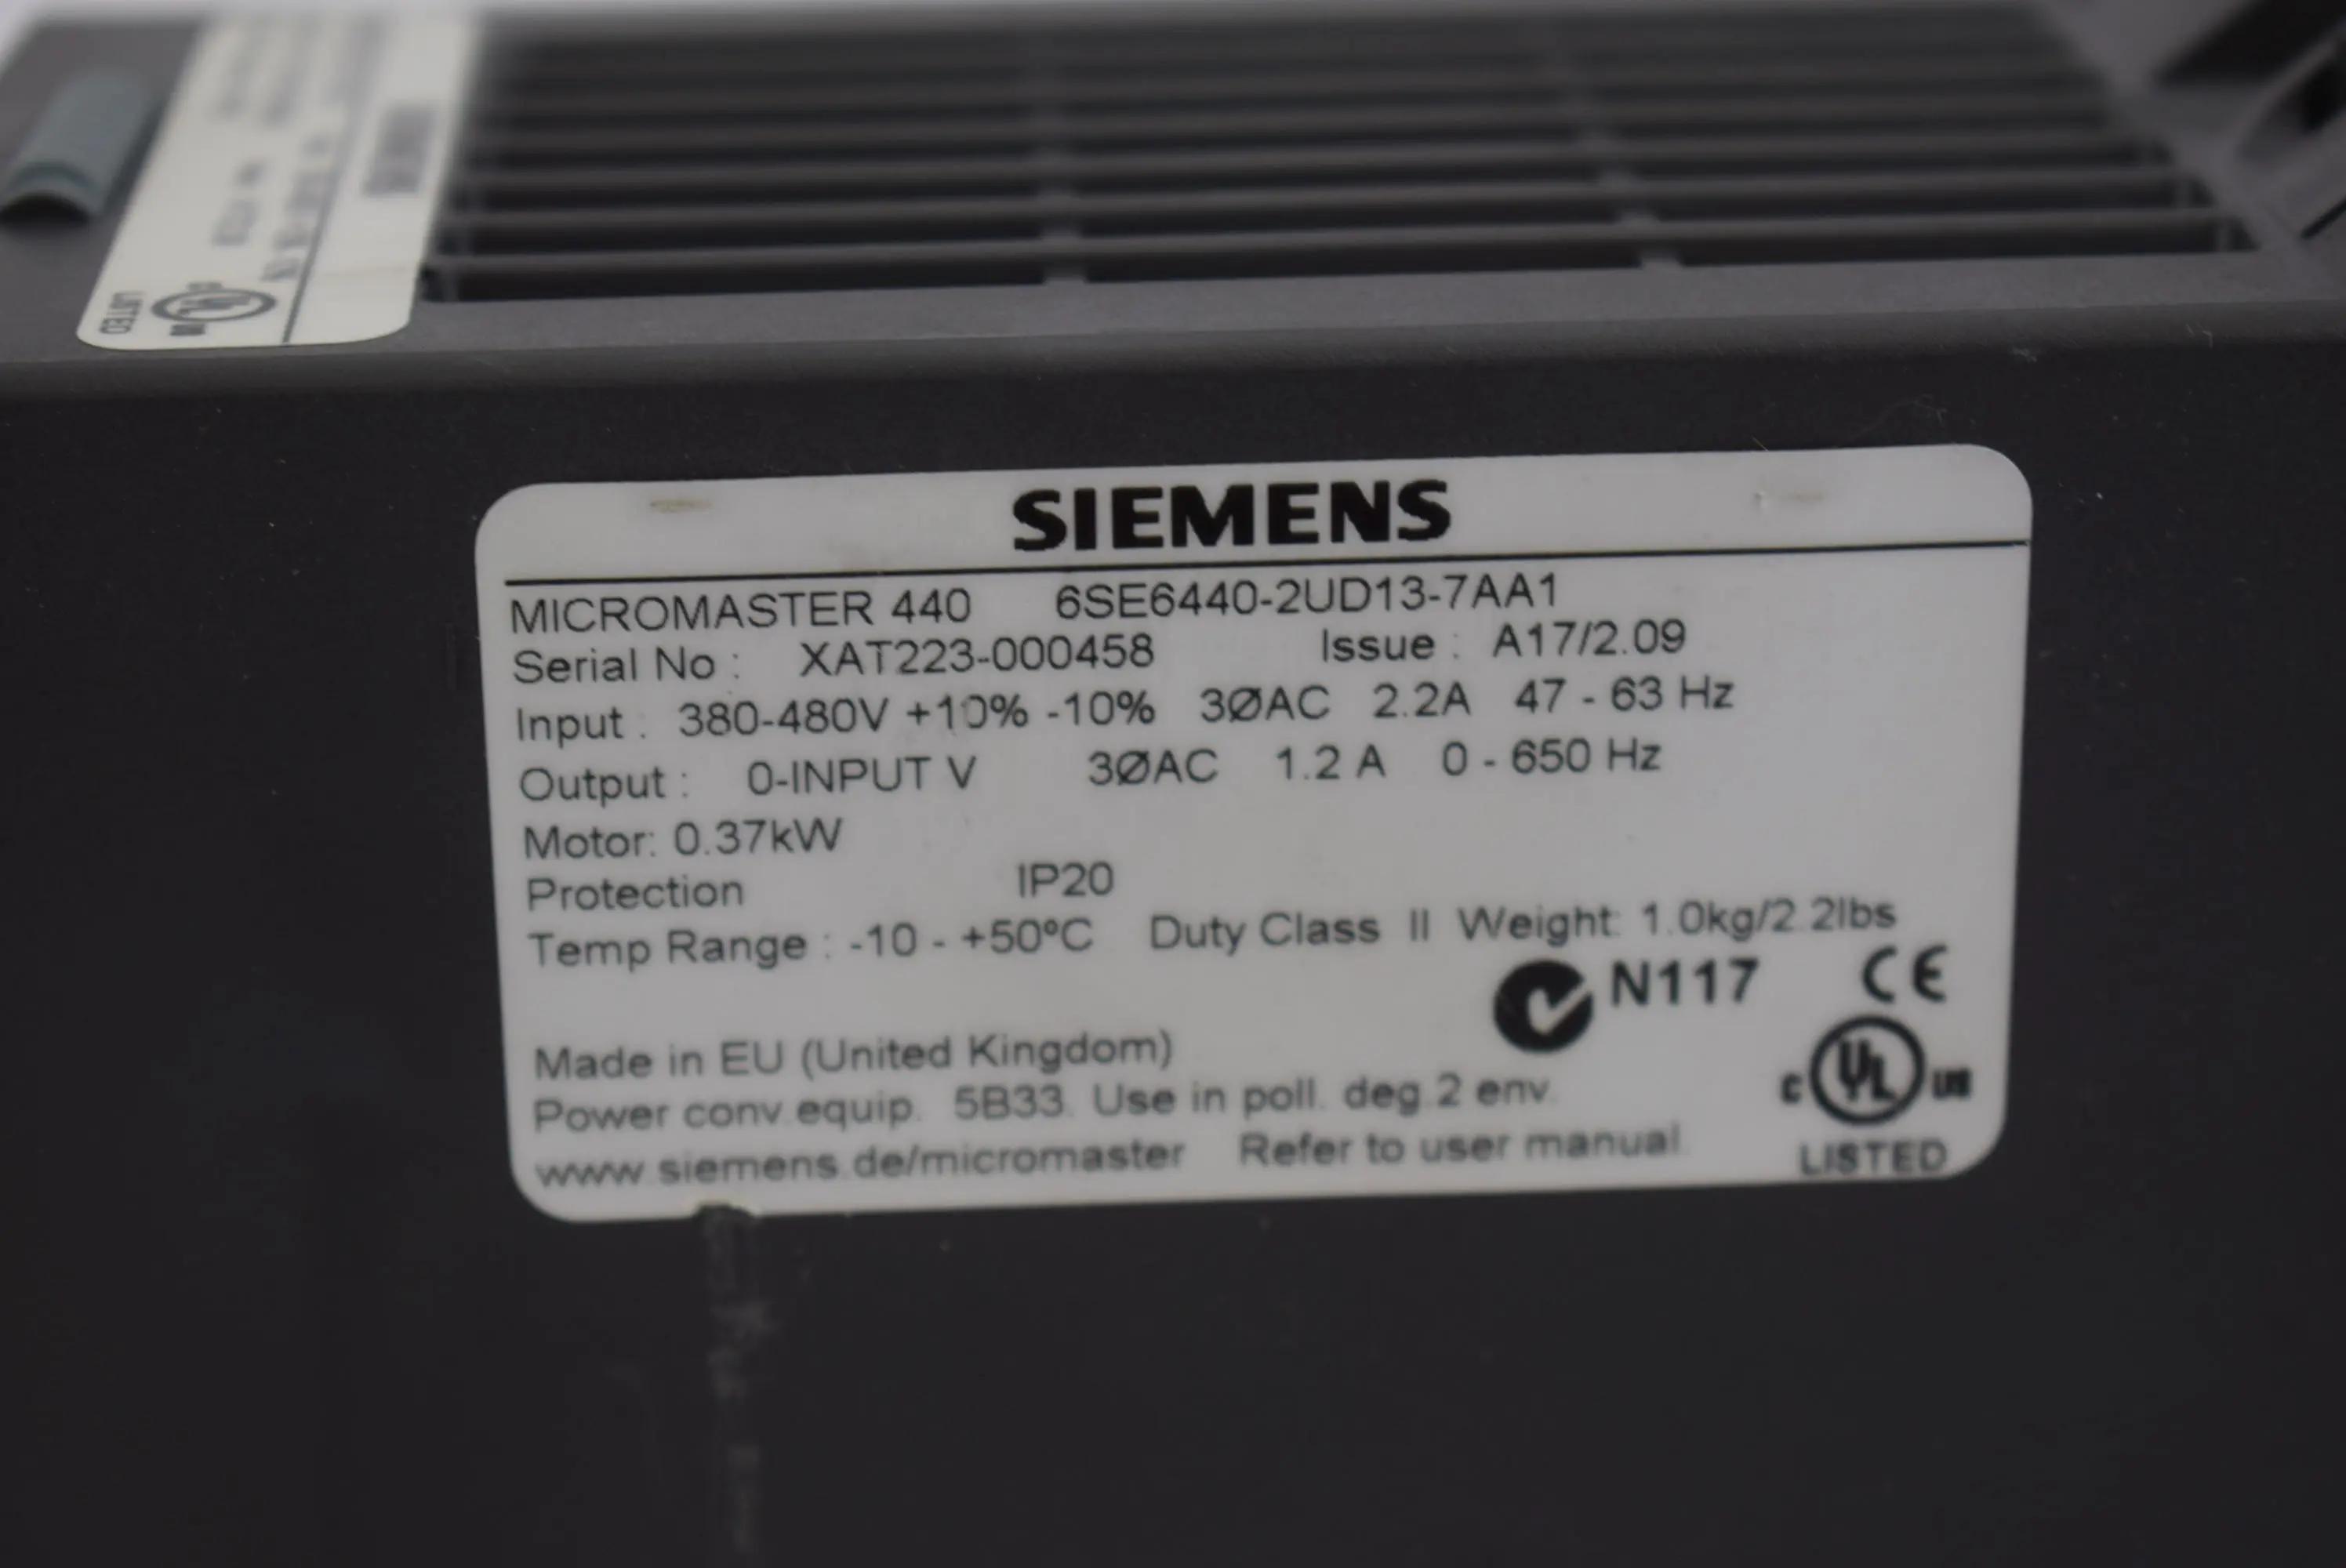 LISTED
SIEMENS
MICROMASTER 440 6SE6440-2UD13-7AA1
Serial No : XAT223-000458 Issue : A17/2.09
Input : 380-480V +10% -10% 3ØAC 2.2A 47 - 63 Hz
Output : 0-INPUT V 3ØAC 1.2 A 0 - 650 Hz
Motor: 0.37kW
Protection IP20
Temp Range : -10 - +50ºC Duty Class II Weight: 1.0kg/2.2lbs
N117 CE
Made in EU (United Kingdom)
Power conv.equip. 5B33. Use in poll. deg.2 env.
c UL us
www.siemens.de/micromaster Refer to user manual.
LISTED